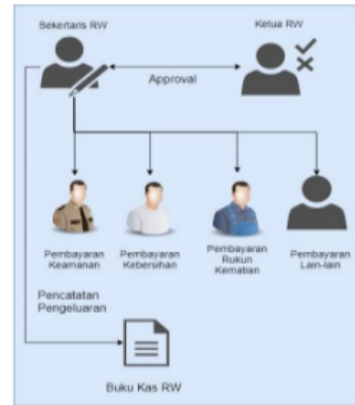 Sekertaris RW
Ketua RW
Approval
Pembayaran
Keamanan
Pembayaran
Kebersihan
Pembayaran
Rukun
Kematian
Pembayaran
Lain-lain
Pencatatan
Pengeluaran
Buku Kas RW